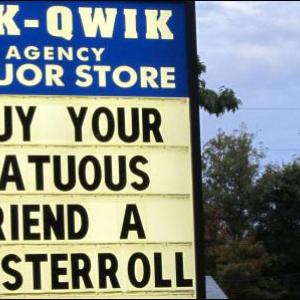 K-QWIK
AGENCY
UOR STORE
UY YOUR
ATUOUS
RIEND A
STERROLL